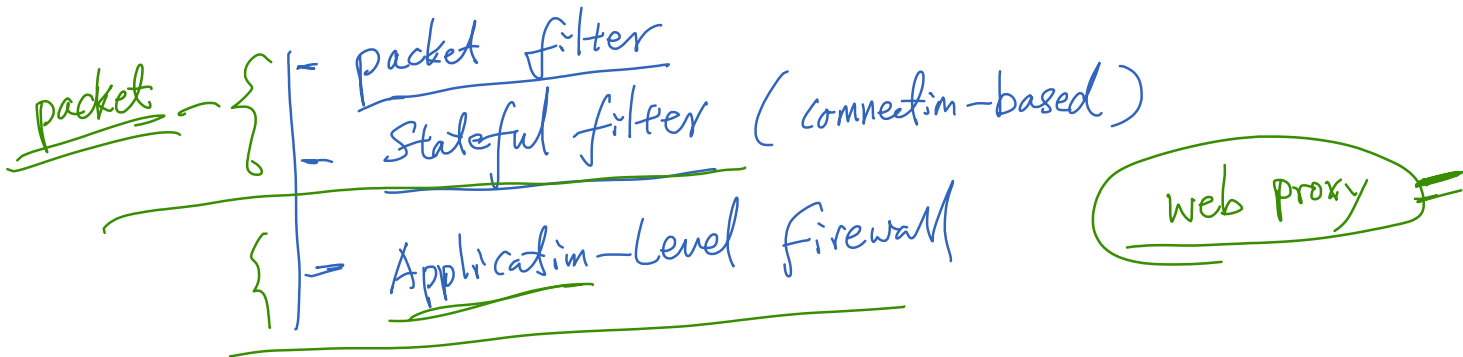 - packet filter
packet - - Stateful filter (connection-based)
web proxy
- Application-Level firewall